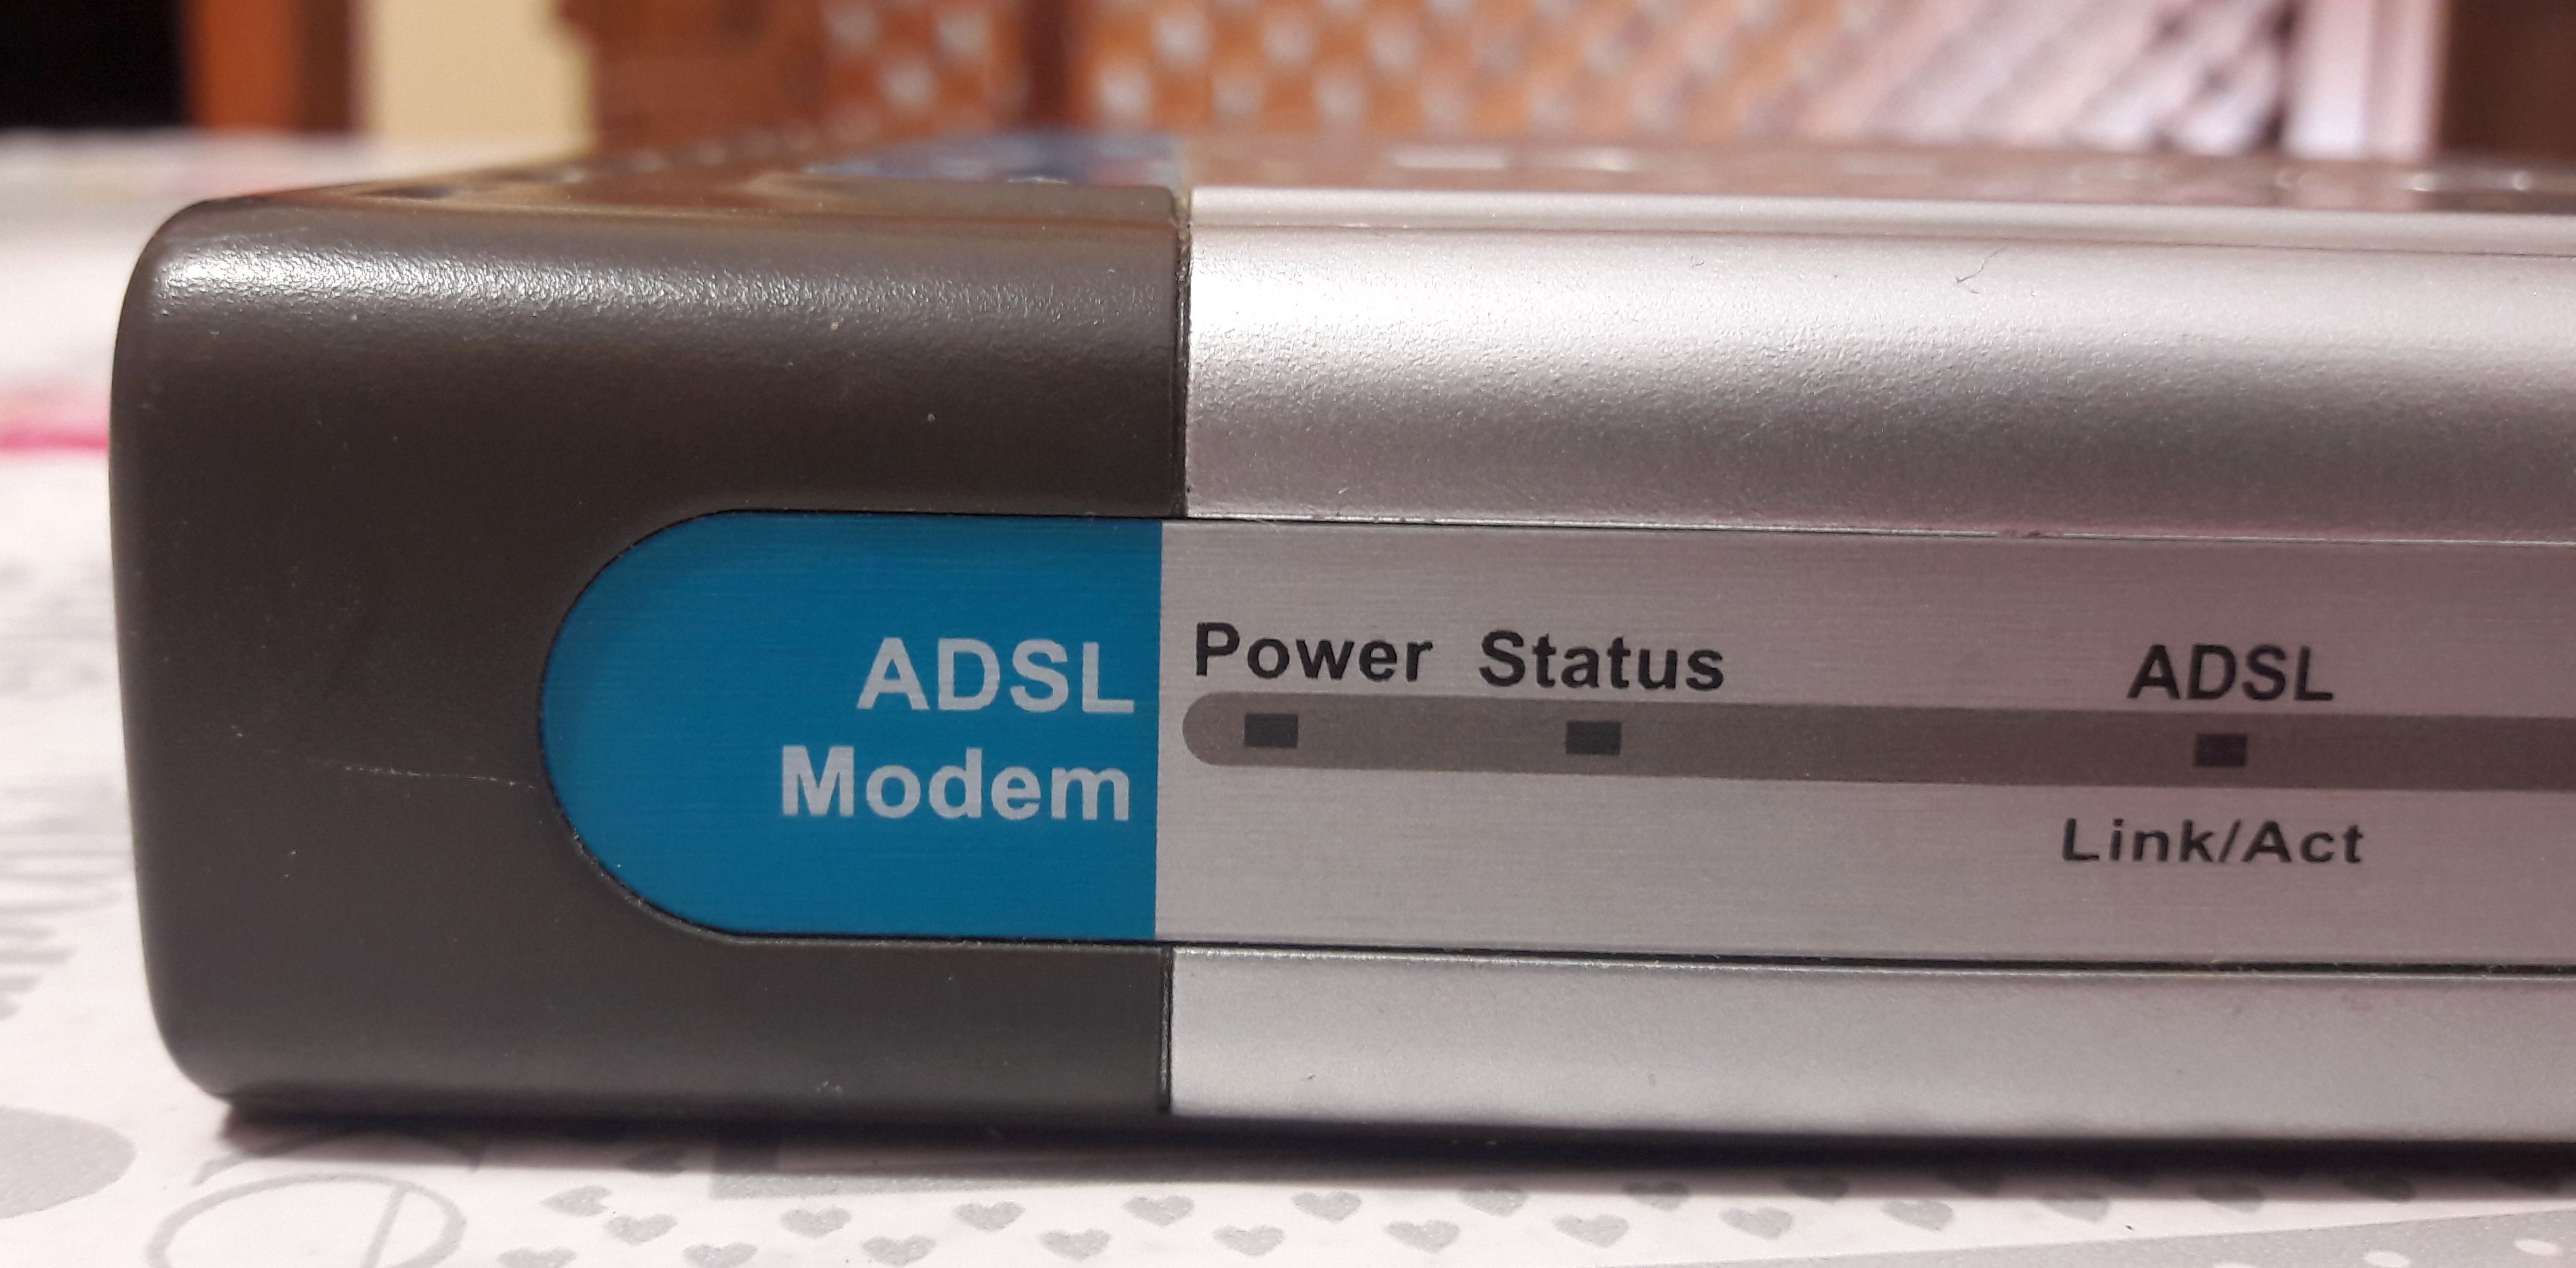 ADSL
Modem
Power Status
ADSL
Link/Act